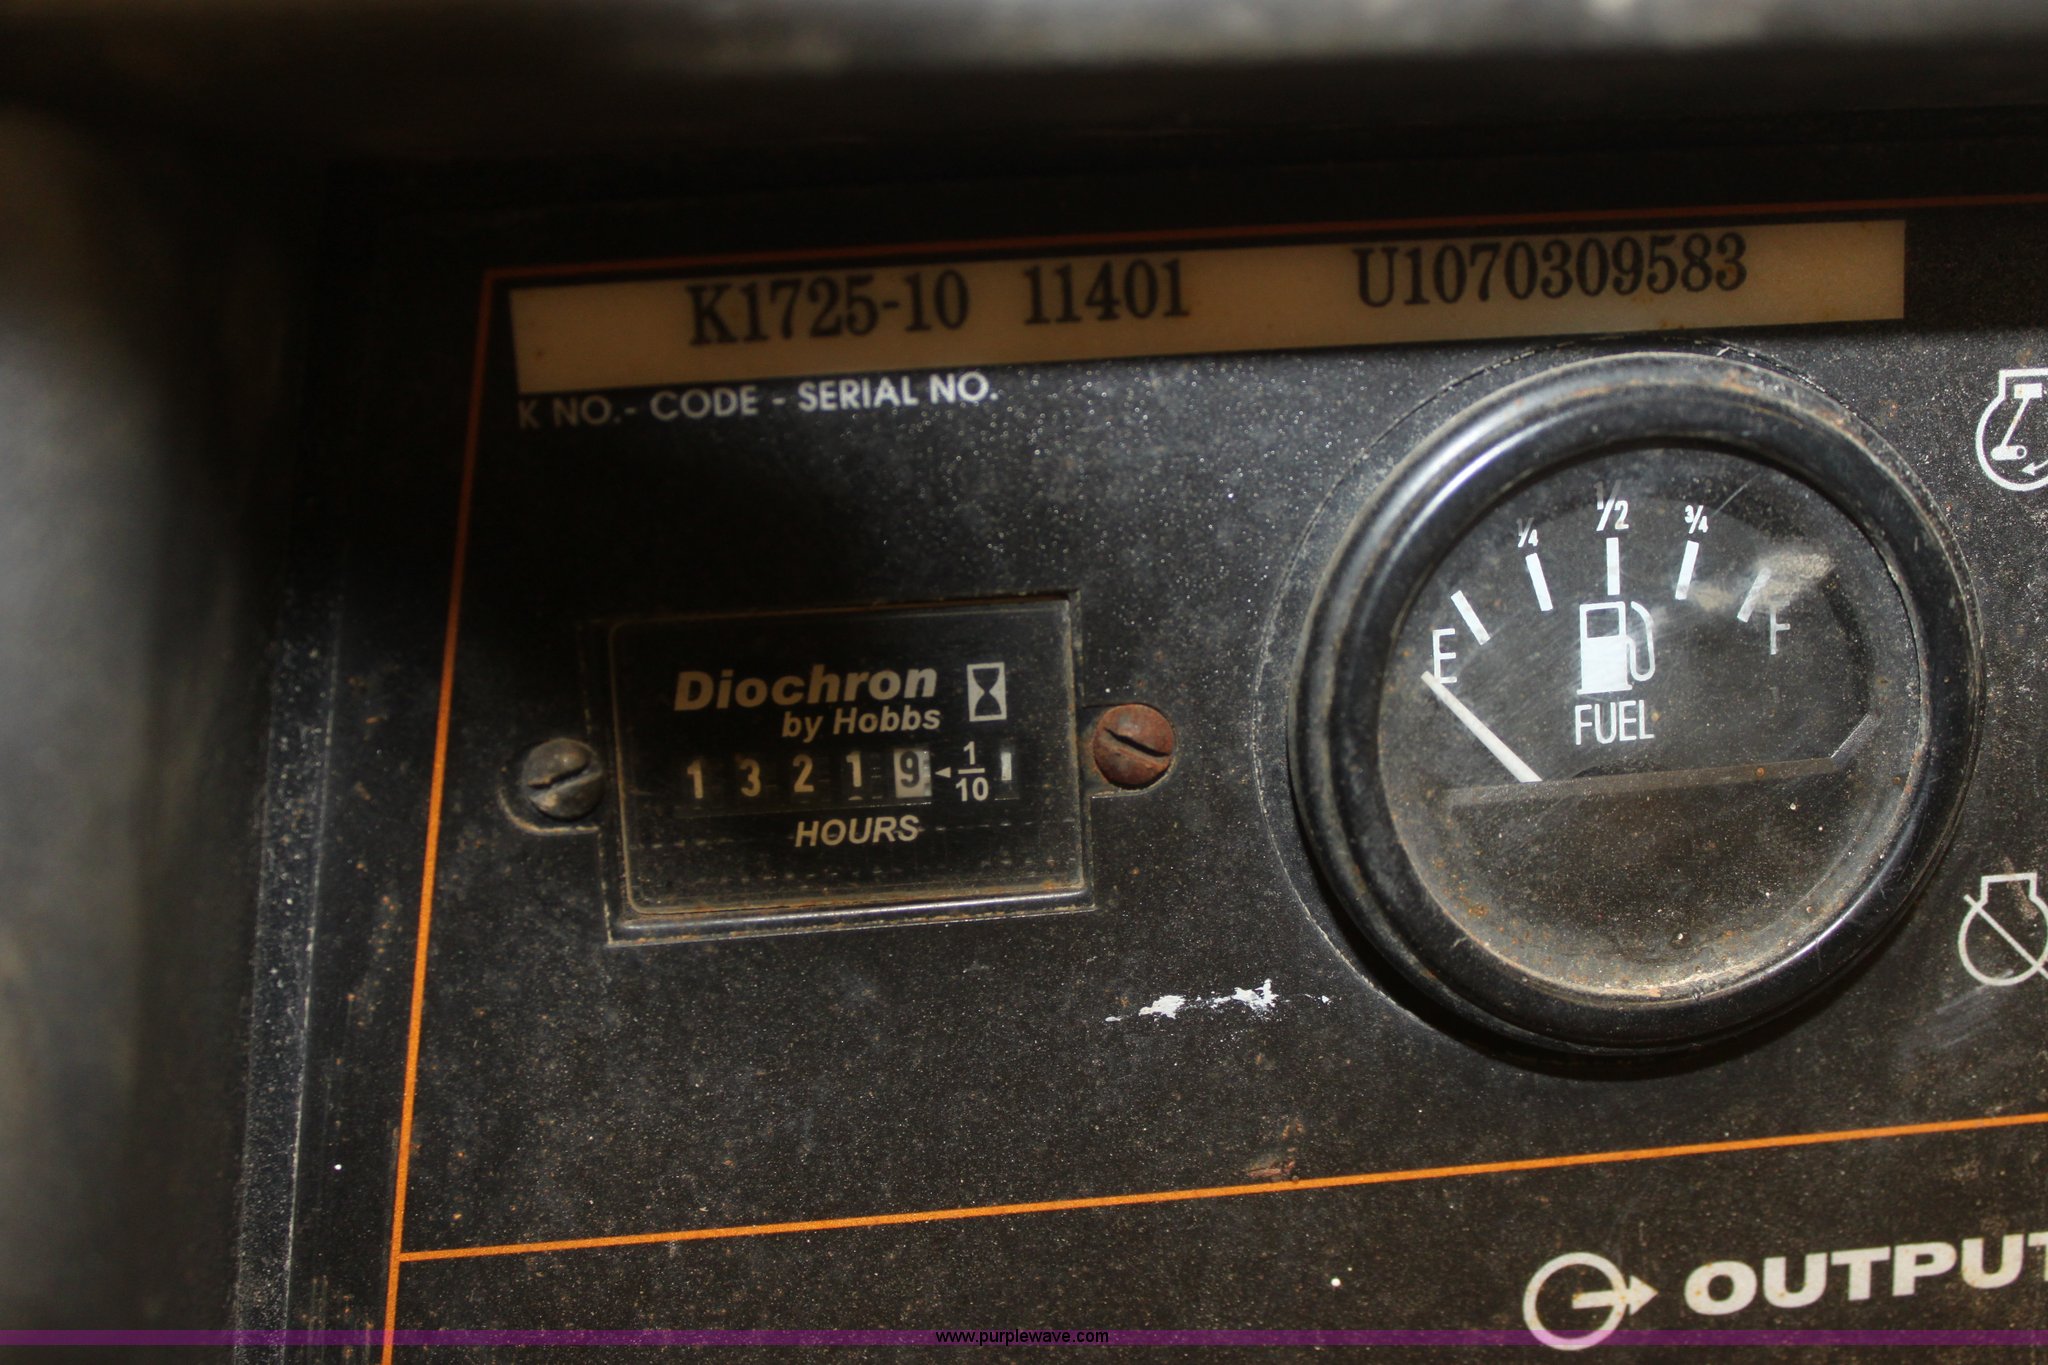 K1725-10 11401 U1070309583
K NO.- CODE - SERIAL NO.
Diochron
by Hobbs
1 3 2 1 9 1/10
HOURS
E 1/4 1/2 3/4 F
FUEL
OUTPUT
www.purplewave.com